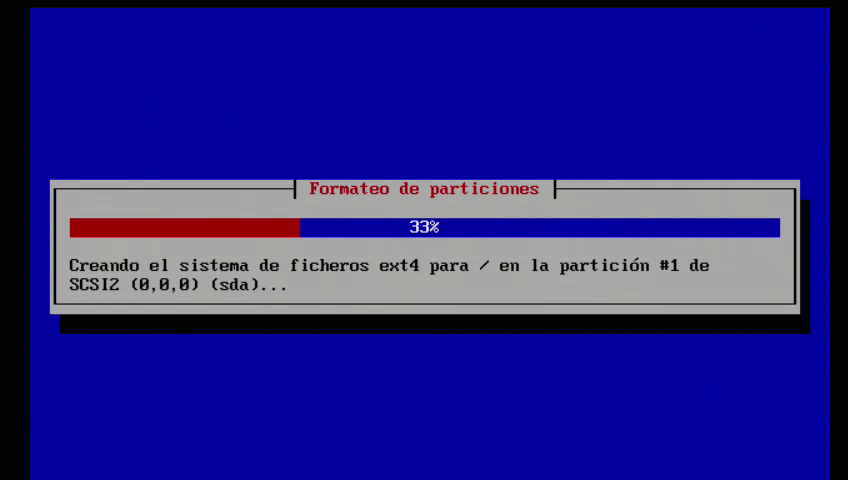 Formateo de particiones
33%
Creando el sistema de ficheros ext4 para / en la partición #1 de
SCSI2 (0,0,0) (sda)...